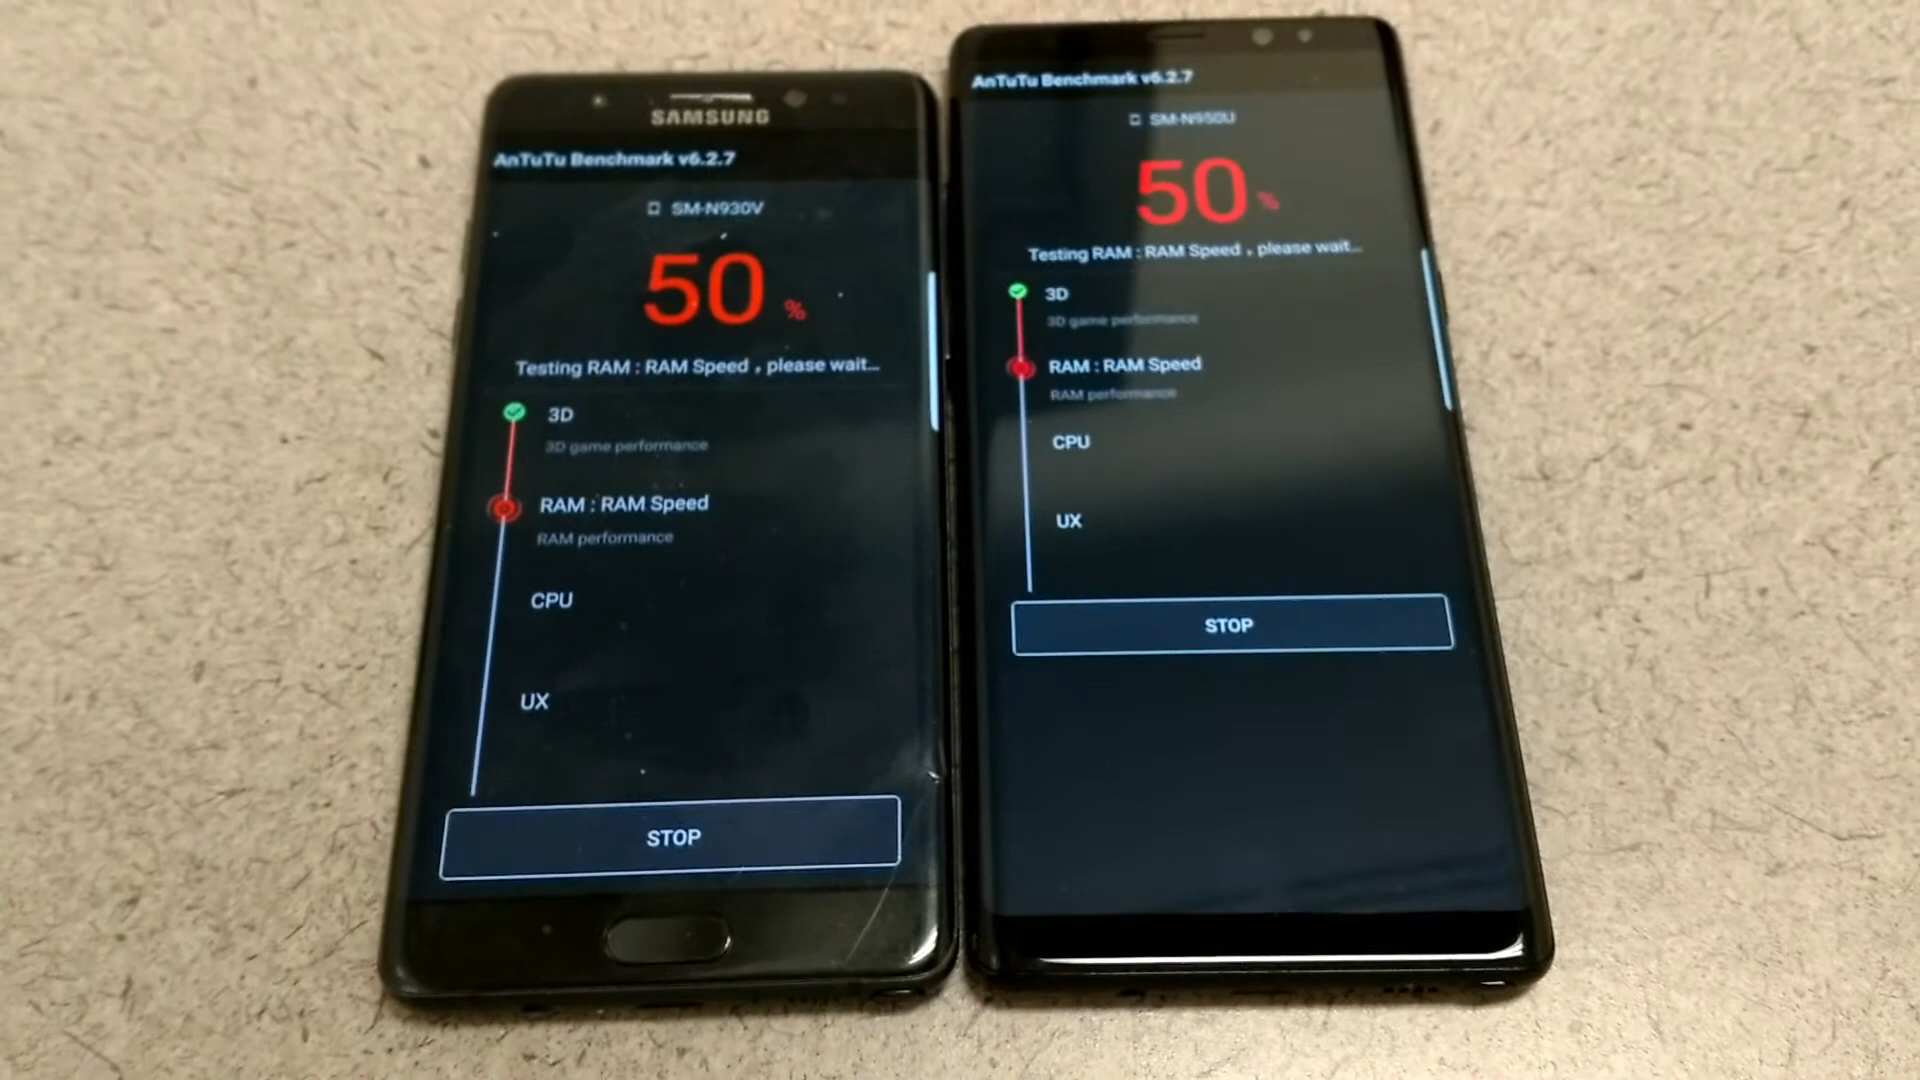 SAMSUNG
AnTuTu Benchmark v6.2.7
SM-N930V
50 %
Testing RAM : RAM Speed , please wait...
3D
3D game performance
RAM : RAM Speed
RAM performance
CPU
UX
STOP
AnTuTu Benchmark v6.2.7
SM-N950U
50 %
Testing RAM : RAM Speed , please wait...
3D
3D game performance
RAM : RAM Speed
RAM performance
CPU
UX
STOP